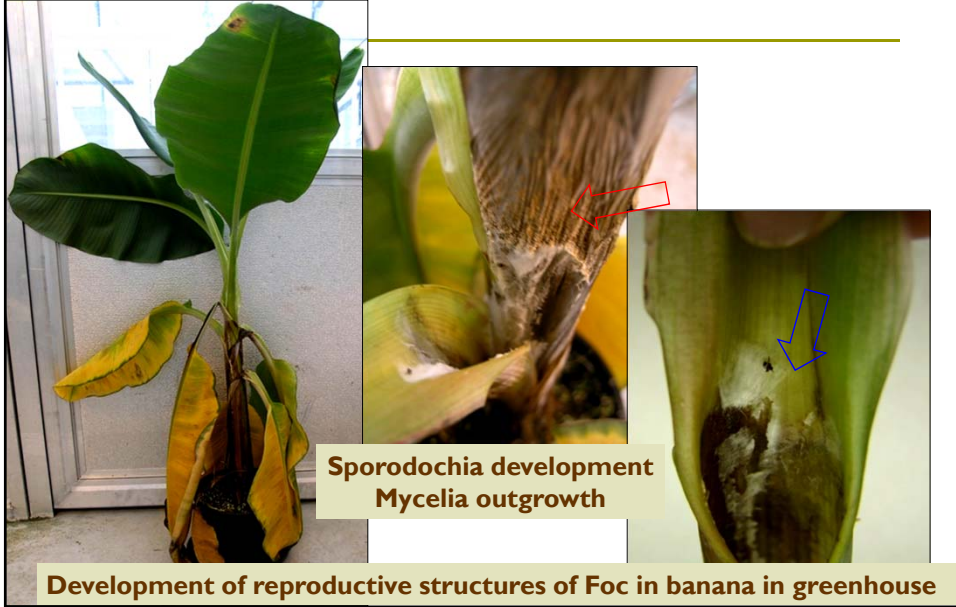 Sporodochia development
Mycelia outgrowth
Development of reproductive structures of Foc in banana in greenhouse